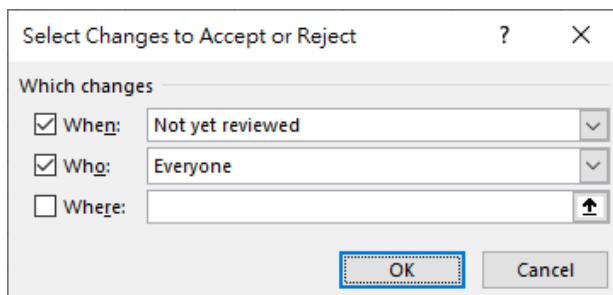 Select Changes to Accept or Reject ?
Which changes
When: Not yet reviewed
Who: Everyone
Where:
OK Cancel